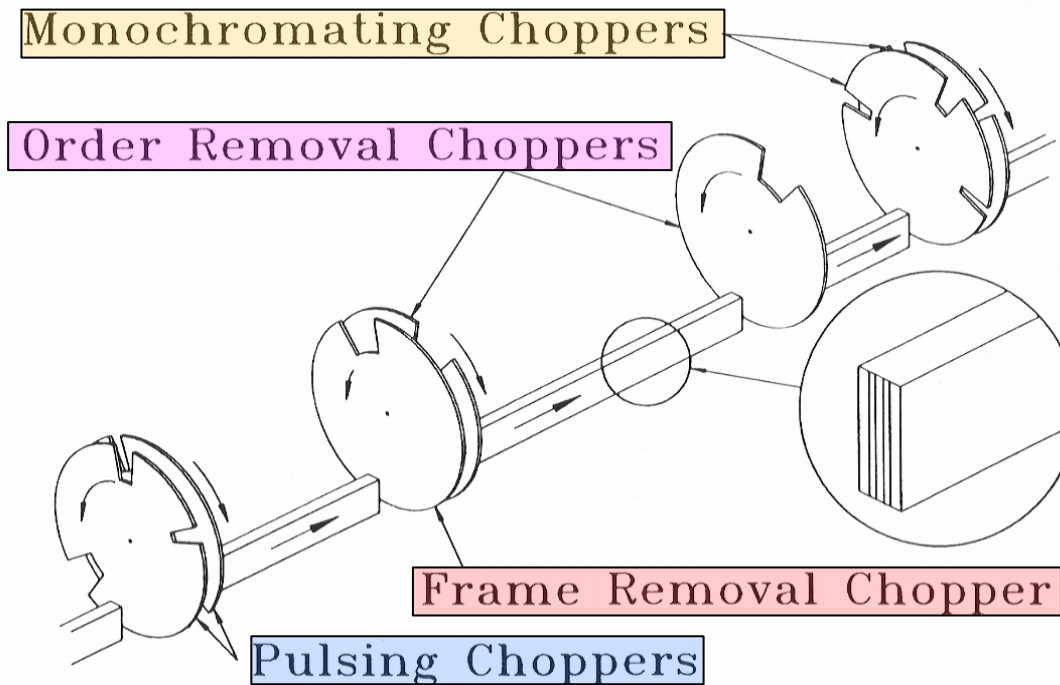 Monochromating Choppers
Order Removal Choppers
Frame Removal Chopper
Pulsing Choppers